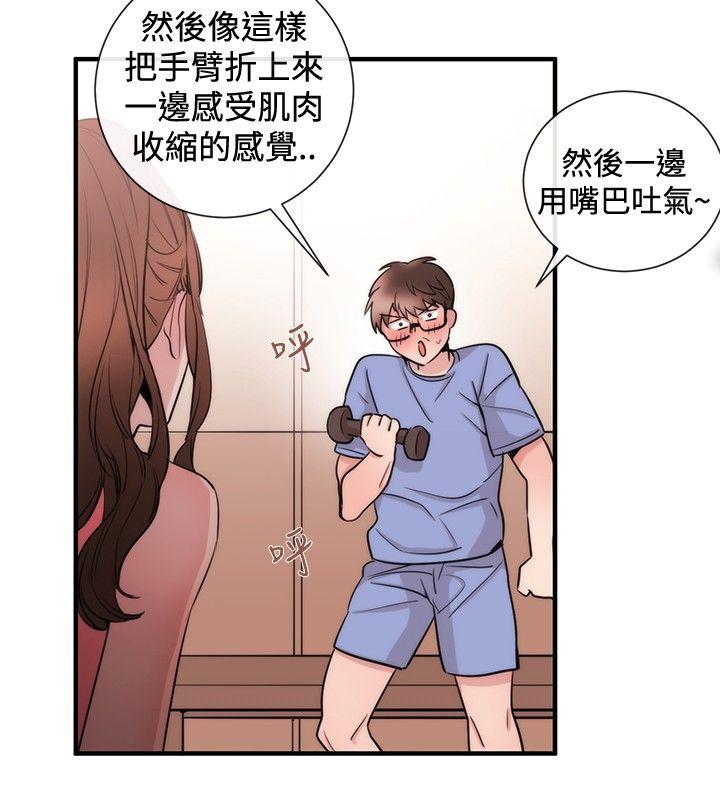 然後像這樣
把手臂折上來
一邊感受肌肉
收縮的感覺..
然後一邊
用嘴巴吐氣~
呼
呼